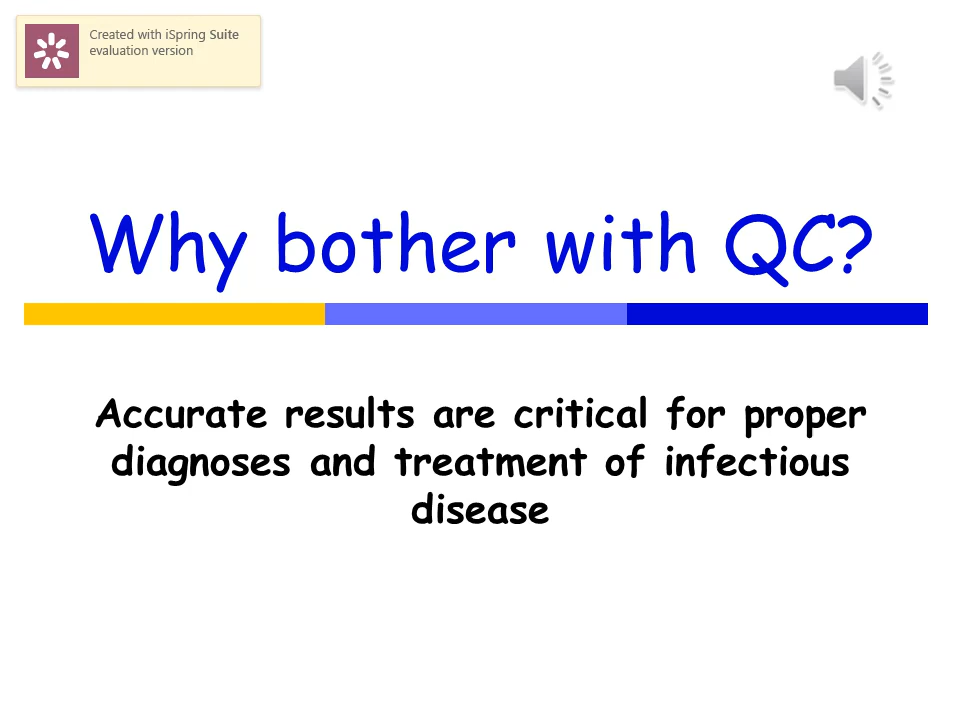 Created with iSpring Suite
evaluation version
Why bother with QC?
Accurate results are critical for proper
diagnoses and treatment of infectious
disease